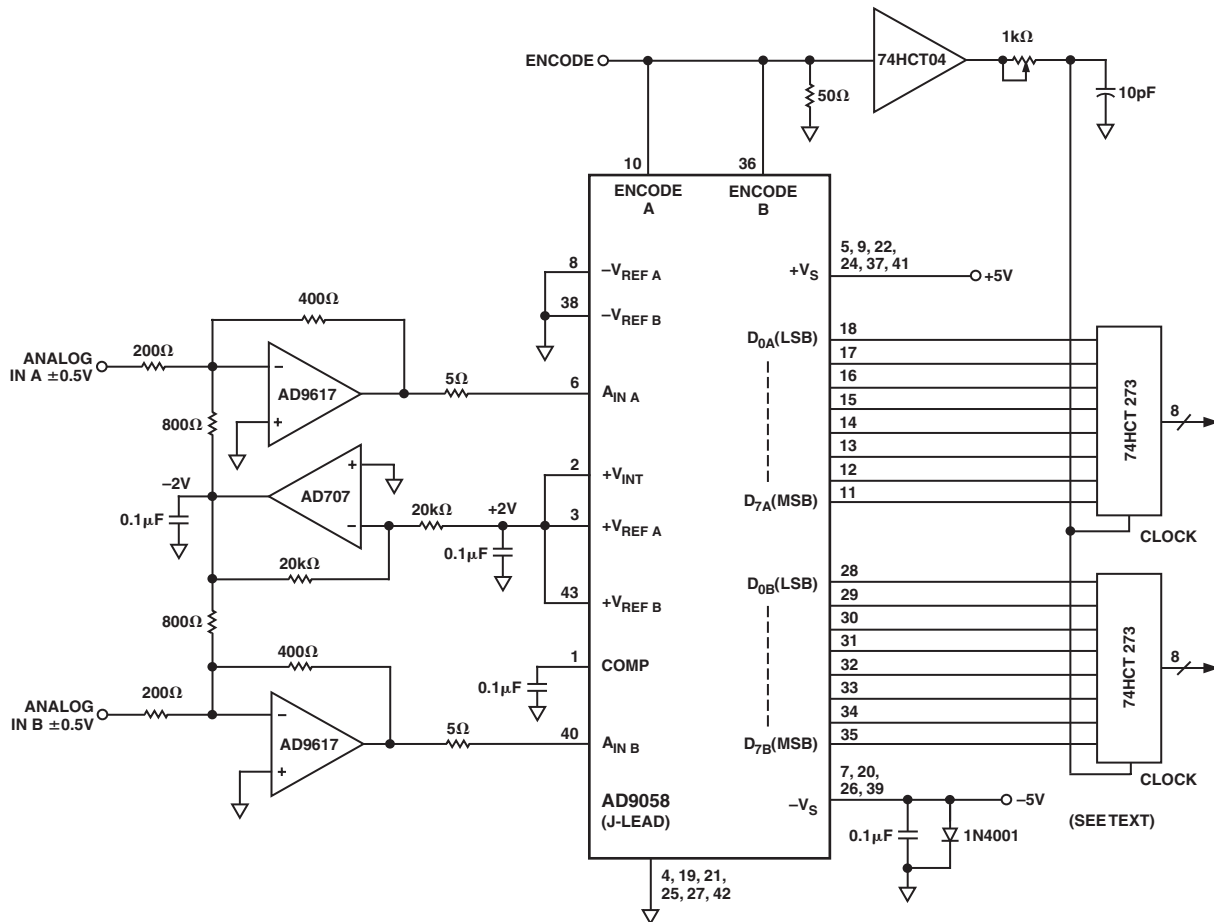 ENCODE
74HCT04
1kΩ
50Ω
10pF
10
36
ENCODE
A
ENCODE
B
8
–VREF A
38
–VREF B
5, 9, 22,
24, 37, 41
+VS
+5V
400Ω
ANALOG
IN A ±0.5V
200Ω
–
AD9617
+
5Ω
6
AIN A
800Ω
–2V
0.1µF
+
AD707
–
20kΩ
+2V
0.1µF
20kΩ
2
+VINT
3
+VREF A
43
+VREF B
D0A(LSB)
18
17
16
15
14
13
12
D7A(MSB)
11
74HCT 273
8
CLOCK
800Ω
400Ω
ANALOG
IN B ±0.5V
200Ω
–
AD9617
+
5Ω
1
COMP
0.1µF
40
AIN B
D0B(LSB)
28
29
30
31
32
33
34
D7B(MSB)
35
74HCT 273
8
CLOCK
7, 20,
26, 39
–VS
–5V
0.1µF
1N4001
(SEE TEXT)
AD9058
(J-LEAD)
4, 19, 21,
25, 27, 42